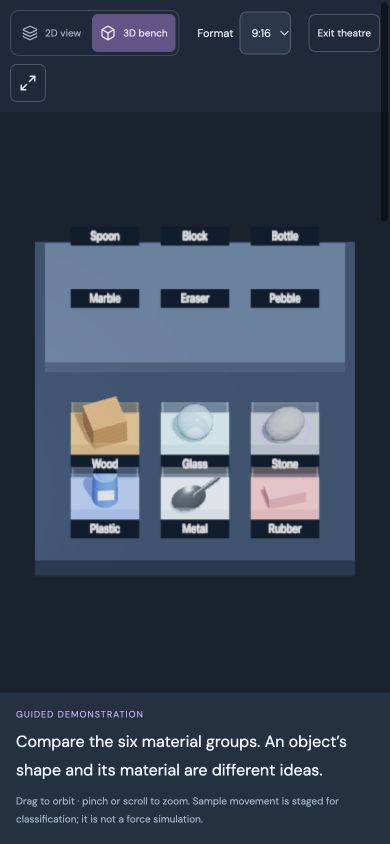 2D view
3D bench
Format
9:16
Exit theatre
Spoon
Block
Bottle
Marble
Eraser
Pebble
Wood
Glass
Stone
Plastic
Metal
Rubber
GUIDED DEMONSTRATION
Compare the six material groups. An object’s
shape and its material are different ideas.
Drag to orbit · pinch or scroll to zoom. Sample movement is staged for
classification; it is not a force simulation.